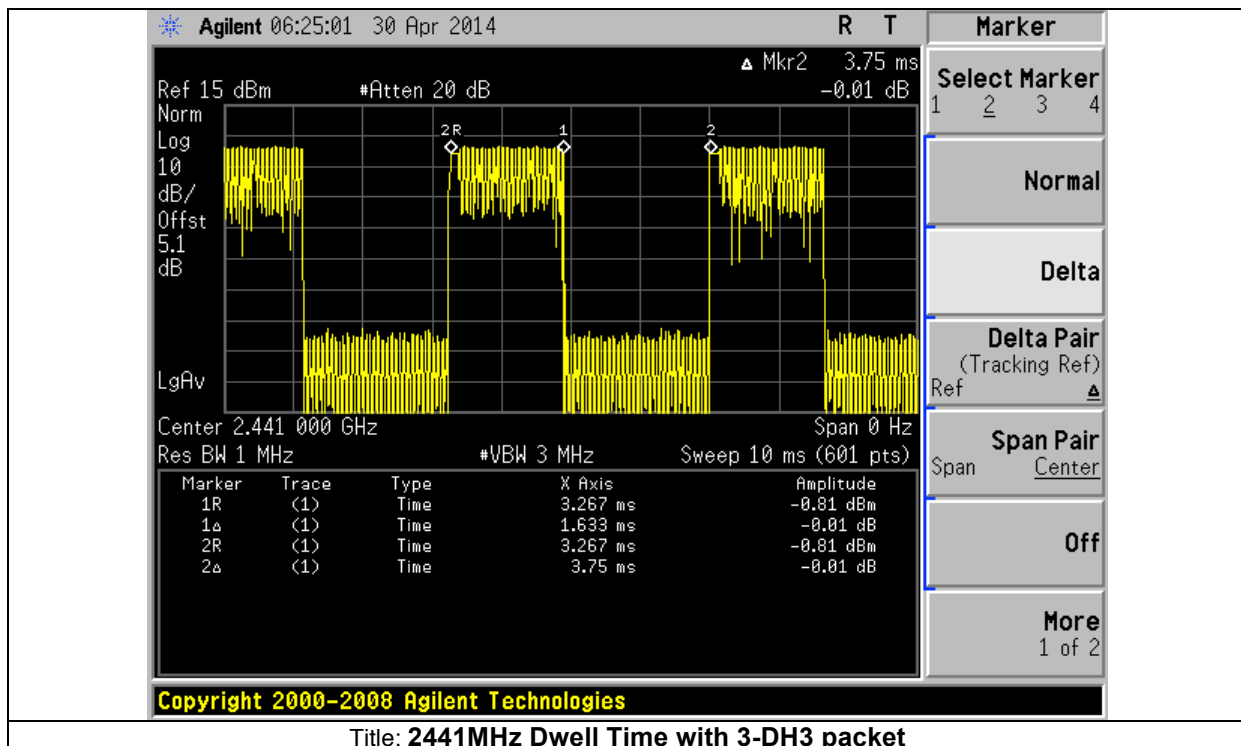 Agilent 06:25:01 30 Apr 2014 R T
Marker
Δ Mkr2 3.75 ms
Ref 15 dBm #Atten 20 dB -0.01 dB
Norm
Log
10
dB/
Offst
5.1
dB
LgAv
2R 1 2
Center 2.441 000 GHz Span 0 Hz
Res BW 1 MHz #VBW 3 MHz Sweep 10 ms (601 pts)
Marker Trace Type X Axis Amplitude
1R (1) Time 3.267 ms -0.81 dBm
1Δ (1) Time 1.633 ms -0.01 dB
2R (1) Time 3.267 ms -0.81 dBm
2Δ (1) Time 3.75 ms -0.01 dB
Select Marker
1 2 3 4
Normal
Delta
Delta Pair
(Tracking Ref)
Ref Δ
Span Pair
Span Center
Off
More
1 of 2
Copyright 2000-2008 Agilent Technologies
Title: 2441MHz Dwell Time with 3-DH3 packet